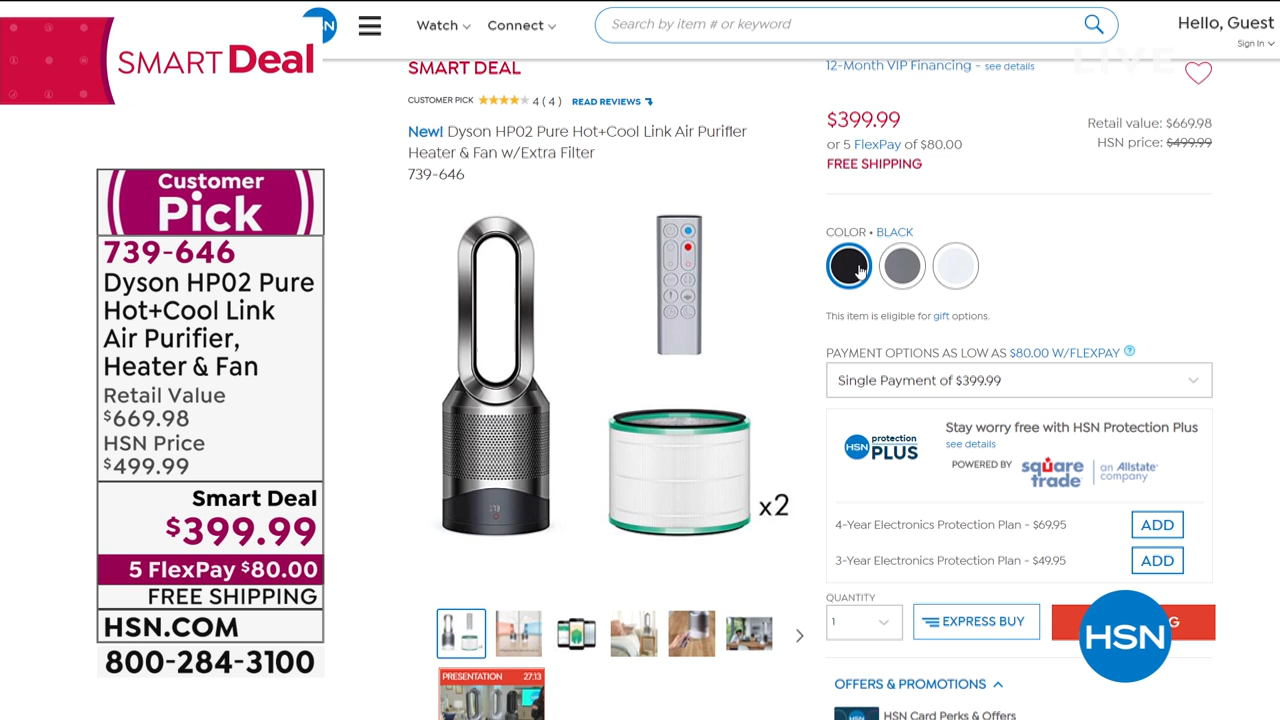 SMART Deal
Watch
Connect
Search by item # or keyword
Hello, Guest
Sign In
LIVE
Customer
Pick
739-646
Dyson HP02 Pure
Hot+Cool Link
Air Purifier,
Heater & Fan
Retail Value
$669.98
HSN Price
$499.99
Smart Deal
$399.99
5 FlexPay $80.00
FREE SHIPPING
HSN.COM
800-284-3100
SMART DEAL
CUSTOMER PICK 4 ( 4 ) READ REVIEWS
New! Dyson HP02 Pure Hot+Cool Link Air Purifier
Heater & Fan w/Extra Filter
739-646
x2
PRESENTATION 27:13
12-Month VIP Financing - see details
$399.99
or 5 FlexPay of $80.00
FREE SHIPPING
Retail value: $669.98
HSN price: $499.99
COLOR • BLACK
This item is eligible for gift options.
PAYMENT OPTIONS AS LOW AS $80.00 W/FLEXPAY ?
Single Payment of $399.99
HSN protection
PLUS
Stay worry free with HSN Protection Plus
see details
POWERED BY square trade | an Allstate company
4-Year Electronics Protection Plan - $69.95 ADD
3-Year Electronics Protection Plan - $49.95 ADD
QUANTITY
1
EXPRESS BUY
HSN
OFFERS & PROMOTIONS
HSN Card Perks & Offers